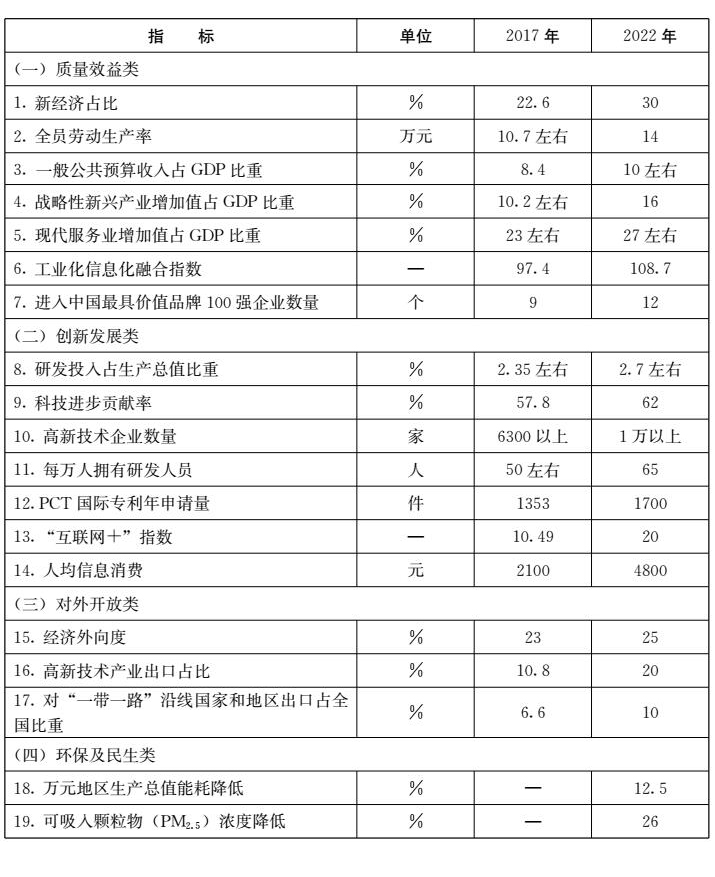 指 标 单位 2017 年 2022 年
（一）质量效益类
1. 新经济占比 % 22.6 30
2. 全员劳动生产率 万元 10.7 左右 14
3. 一般公共预算收入占 GDP 比重 % 8.4 10 左右
4. 战略性新兴产业增加值占 GDP 比重 % 10.2 左右 16
5. 现代服务业增加值占 GDP 比重 % 23 左右 27 左右
6. 工业化信息化融合指数 — 97.4 108.7
7. 进入中国最具价值品牌 100 强企业数量 个 9 12
（二）创新发展类
8. 研发投入占生产总值比重 % 2.35 左右 2.7 左右
9. 科技进步贡献率 % 57.8 62
10. 高新技术企业数量 家 6300 以上 1 万以上
11. 每万人拥有研发人员 人 50 左右 65
12. PCT 国际专利年申请量 件 1353 1700
13. “互联网＋”指数 — 10.49 20
14. 人均信息消费 元 2100 4800
（三）对外开放类
15. 经济外向度 % 23 25
16. 高新技术产业出口占比 % 10.8 20
17. 对“一带一路”沿线国家和地区出口占全
国比重 % 6.6 10
（四）环保及民生类
18. 万元地区生产总值能耗降低 % — 12.5
19. 可吸入颗粒物（PM2.5）浓度降低 % — 26